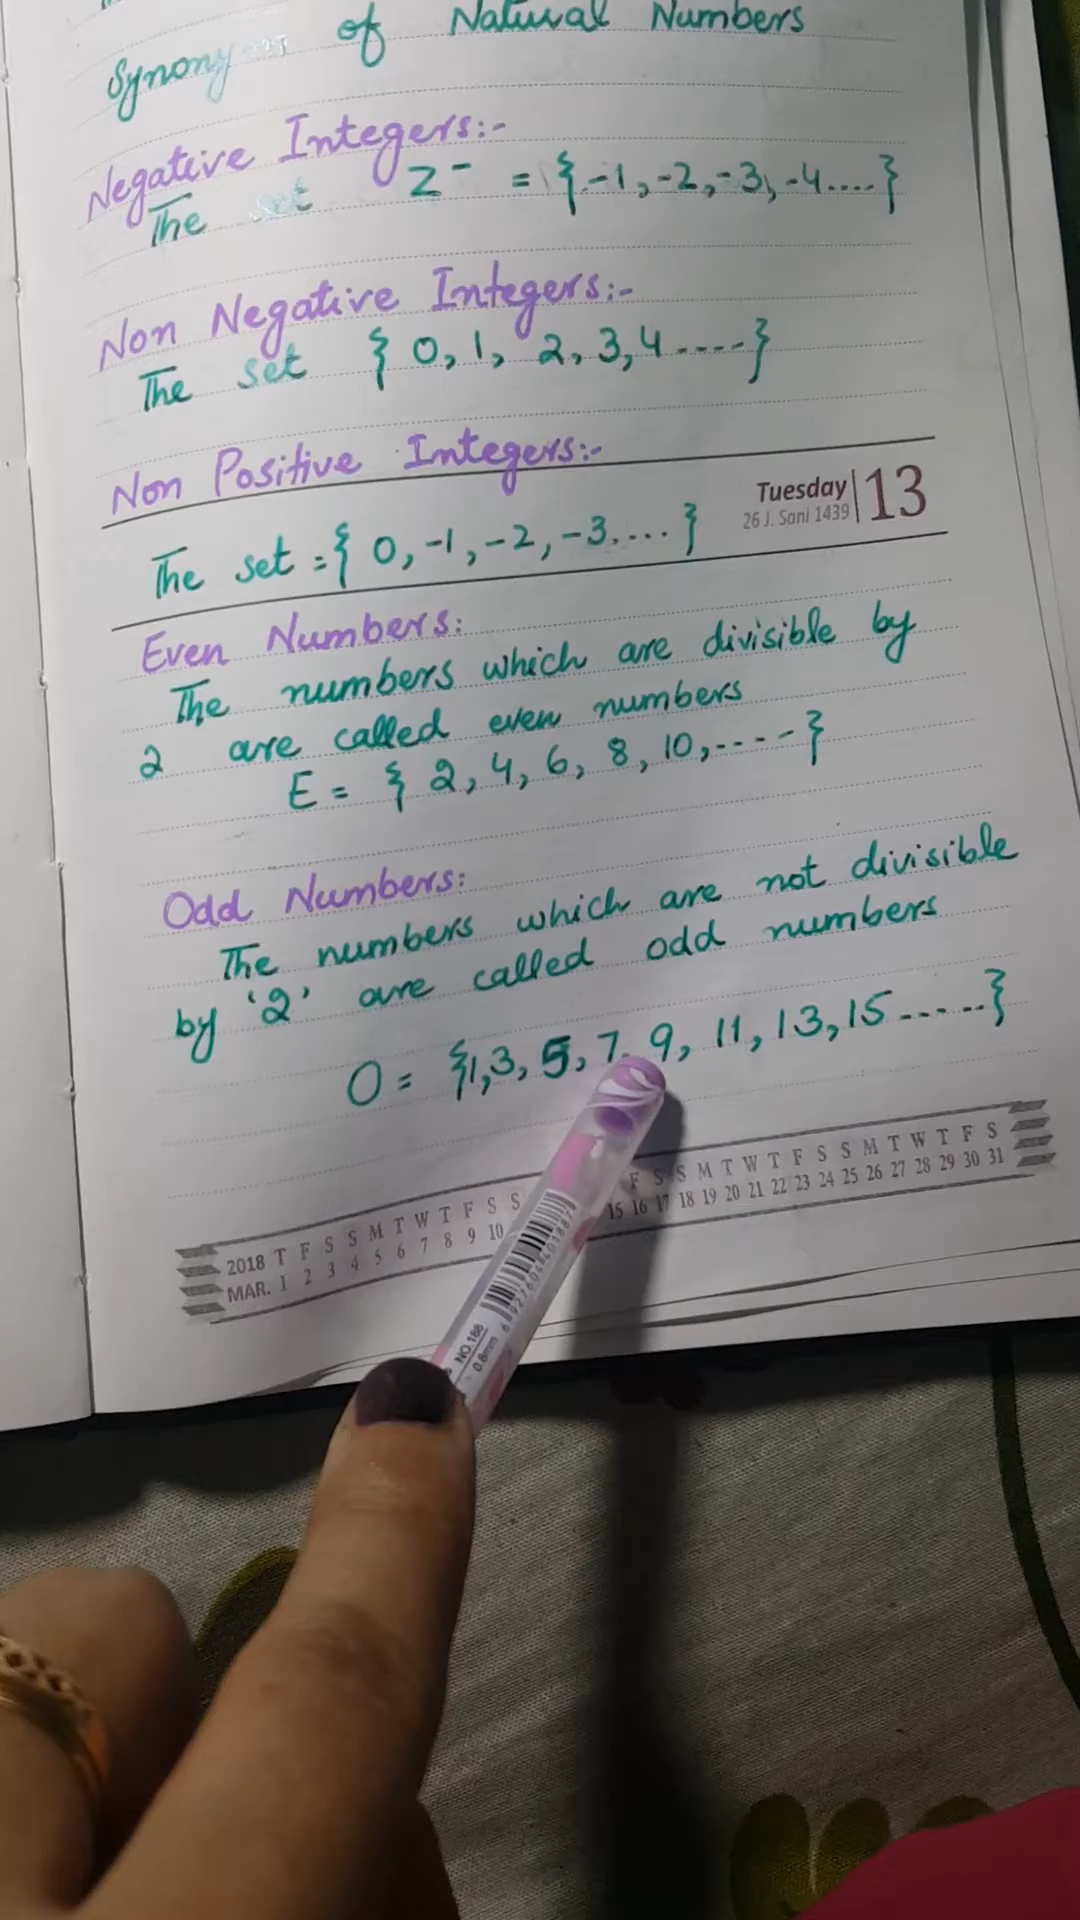 of Natural Numbers
Negative Integers:-
The set Z⁻ = {-1, -2, -3, -4....}
Non Negative Integers:-
The set { 0, 1, 2, 3, 4 ----}
Non Positive Integers:-
Tuesday 13
26 J. Sani 1439
The set = { 0, -1, -2, -3.... }
Even Numbers:
The numbers which are divisible by
2 are called even numbers
E = { 2, 4, 6, 8, 10, ----}
Odd Numbers:
The numbers which are not divisible
by '2' are called odd numbers
O = {1, 3, 5, 7, 9, 11, 13, 15 ......}
2018 T F S S M T W T F S S F S S M T W T F S S M T W T F S
MAR. 1 2 3 4 5 6 7 8 9 10 15 16 17 18 19 20 21 22 23 24 25 26 27 28 29 30 31
NO.168